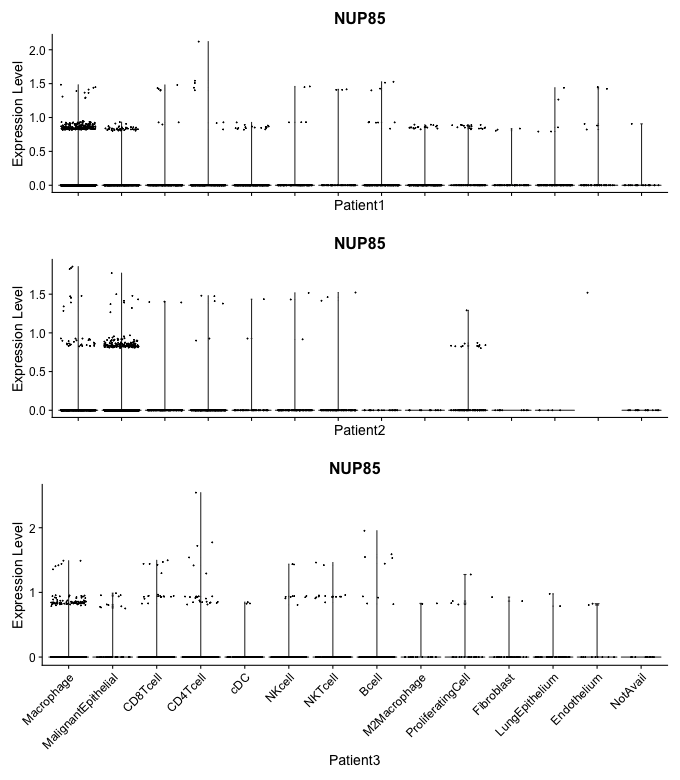 NUP85
Expression Level
2.0
1.5
1.0
0.5
0.0
Patient1
NUP85
Expression Level
1.5
1.0
0.5
0.0
Patient2
NUP85
Expression Level
2
1
0
Macrophage
MalignantEpithelial
CD8Tcell
CD4Tcell
cDC
NKcell
NKTcell
Bcell
M2Macrophage
ProliferatingCell
Fibroblast
LungEpithelium
Endothelium
NotAvail
Patient3